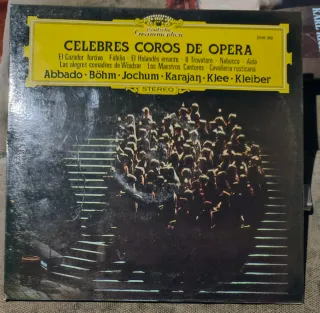 Deutsche
Grammophon
CELEBRES COROS DE OPERA
El Cazador furtivo · Fidelio · El Holandés errante · Il Trovatore · Nabucco · Aida
Las alegres comadres de Windsor · Los Maestros Cantores · Cavalleria rusticana
Abbado · Böhm · Jochum · Karajan · Klee · Kleiber
STEREO